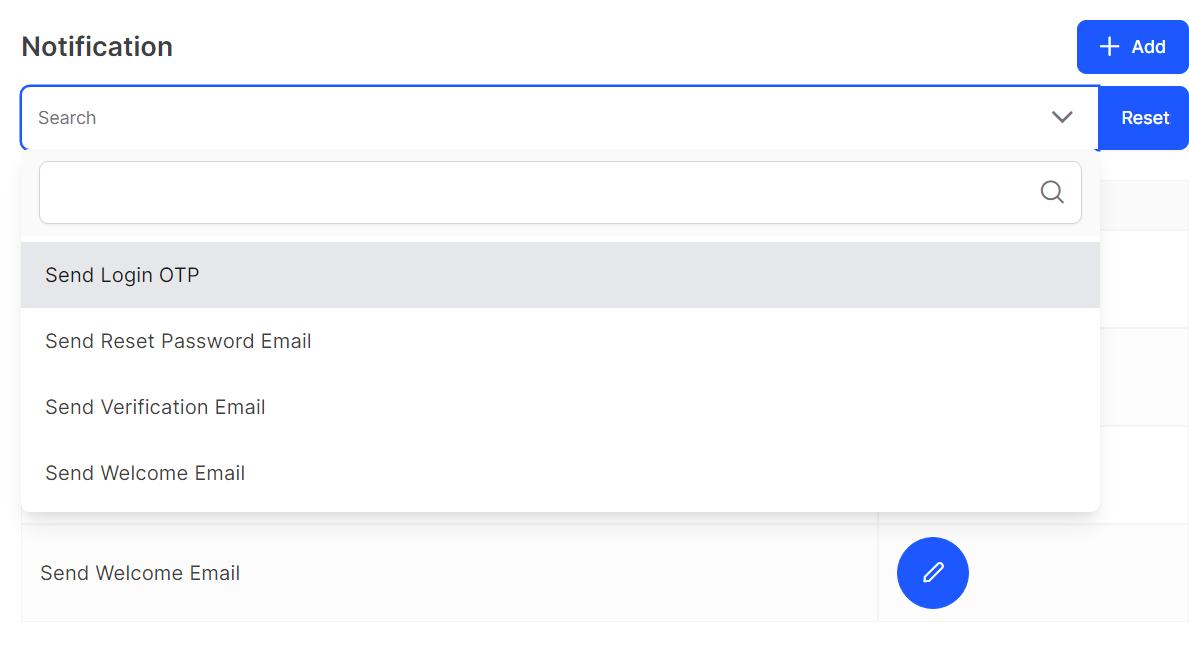 Notification
Add
Search
Reset
Send Login OTP
Send Reset Password Email
Send Verification Email
Send Welcome Email
Send Welcome Email